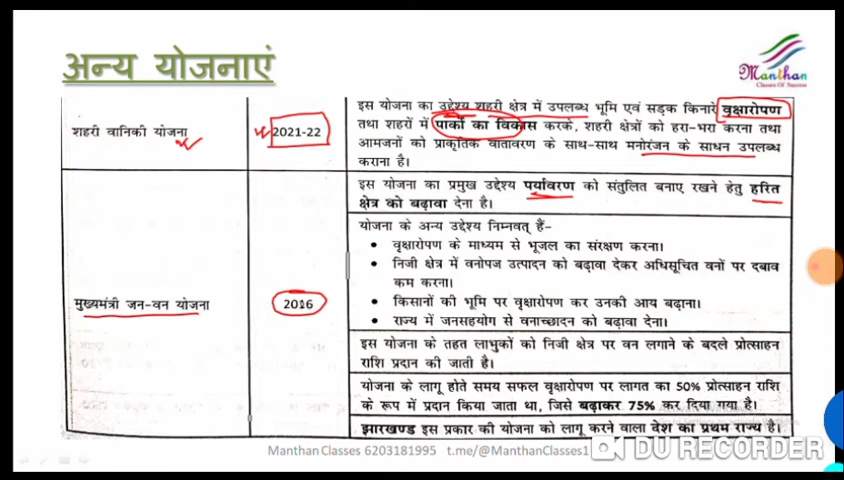 अन्य योजनाएं
Manthan
Classes Of Success
शहरी वानिकी योजना
2021-22
इस योजना का उद्देश्य शहरी क्षेत्र में उपलब्ध भूमि एवं सड़क किनारे वृक्षारोपण
तथा शहरों में पार्कों का विकास करके, शहरी क्षेत्रों को हरा-भरा करना तथा
आमजनों को प्राकृतिक वातावरण के साथ-साथ मनोरंजन के साधन उपलब्ध
कराना है।
मुख्यमंत्री जन-वन योजना
2016
इस योजना का प्रमुख उद्देश्य पर्यावरण को संतुलित बनाए रखने हेतु हरित
क्षेत्र को बढ़ावा देना है।
योजना के अन्य उद्देश्य निम्नवत् हैं-
• वृक्षारोपण के माध्यम से भूजल का संरक्षण करना।
• निजी क्षेत्र में वनोपज उत्पादन को बढ़ावा देकर अधिसूचित वनों पर दबाव
कम करना।
• किसानों की भूमि पर वृक्षारोपण कर उनकी आय बढ़ाना।
• राज्य में जनसहयोग से वनाच्छादन को बढ़ावा देना।
इस योजना के तहत लाभुकों को निजी क्षेत्र पर वन लगाने के बदले प्रोत्साहन
राशि प्रदान की जाती है।
योजना के लागू होते समय सफल वृक्षारोपण पर लागत का 50% प्रोत्साहन राशि
के रूप में प्रदान किया जाता था, जिसे बढ़ाकर 75% कर दिया गया है।
झारखण्ड इस प्रकार की योजना को लागू करने वाला देश का प्रथम राज्य है।
Manthan Classes 6203181995 t.me/@ManthanClasses1
DU RECORDER